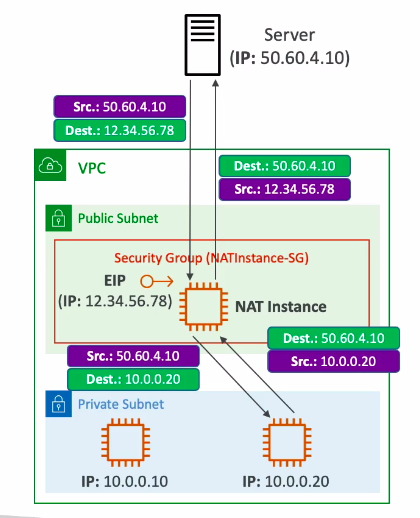 Server
(IP: 50.60.4.10)
Src.: 50.60.4.10
Dest.: 12.34.56.78
Dest.: 50.60.4.10
Src.: 12.34.56.78
VPC
Public Subnet
Security Group (NATInstance-SG)
EIP
(IP: 12.34.56.78)
NAT Instance
Dest.: 50.60.4.10
Src.: 10.0.0.20
Src.: 50.60.4.10
Dest.: 10.0.0.20
Private Subnet
IP: 10.0.0.10
IP: 10.0.0.20